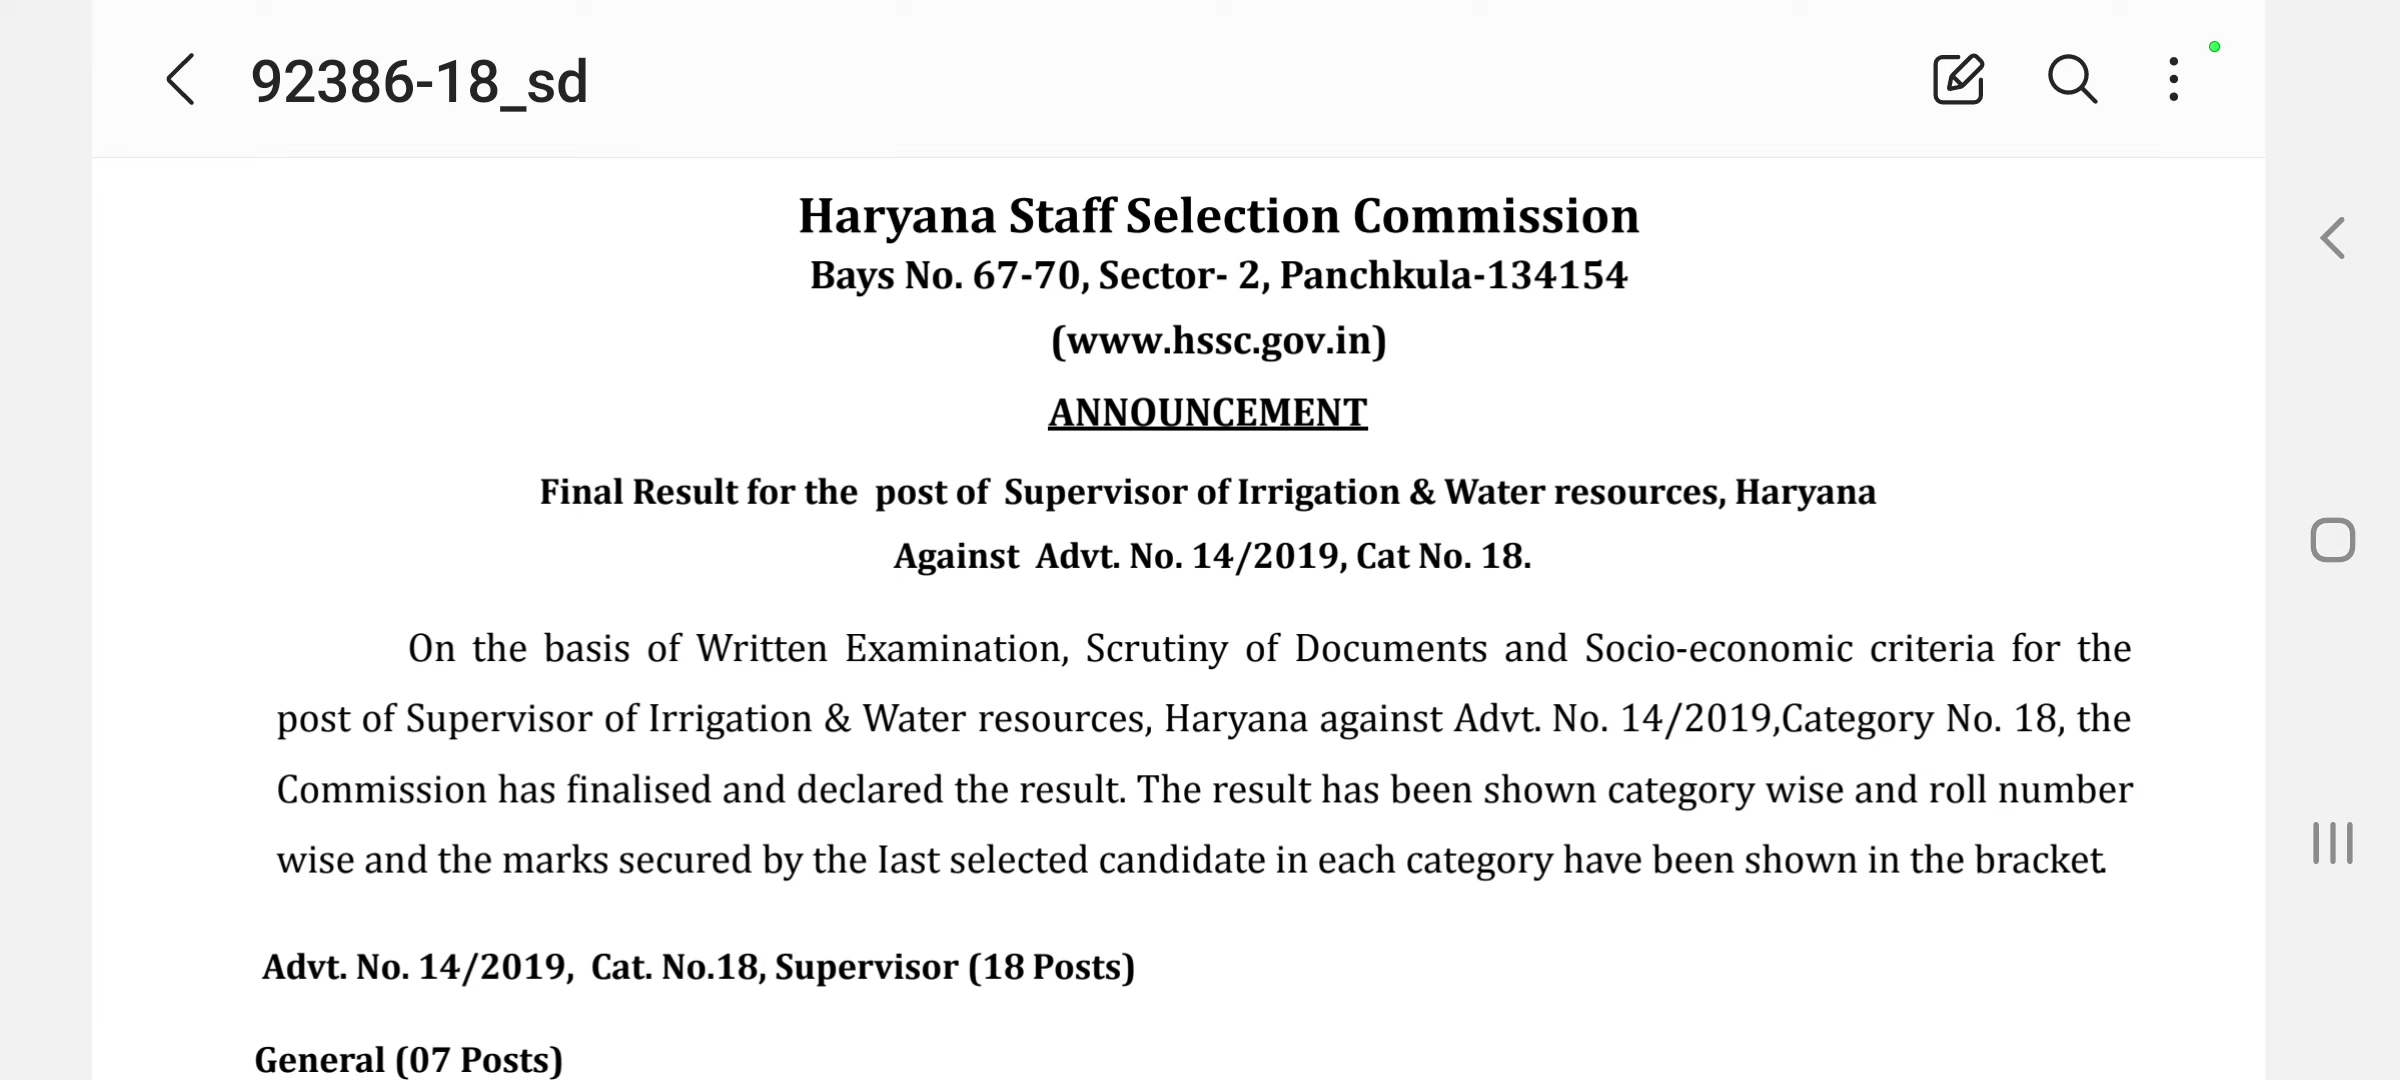 92386-18_sd
Haryana Staff Selection Commission
Bays No. 67-70, Sector- 2, Panchkula-134154
(www.hssc.gov.in)
ANNOUNCEMENT
Final Result for the post of Supervisor of Irrigation & Water resources, Haryana
Against Advt. No. 14/2019, Cat No. 18.
On the basis of Written Examination, Scrutiny of Documents and Socio-economic criteria for the
post of Supervisor of Irrigation & Water resources, Haryana against Advt. No. 14/2019,Category No. 18, the
Commission has finalised and declared the result. The result has been shown category wise and roll number
wise and the marks secured by the Iast selected candidate in each category have been shown in the bracket.
Advt. No. 14/2019, Cat. No.18, Supervisor (18 Posts)
General (07 Posts)